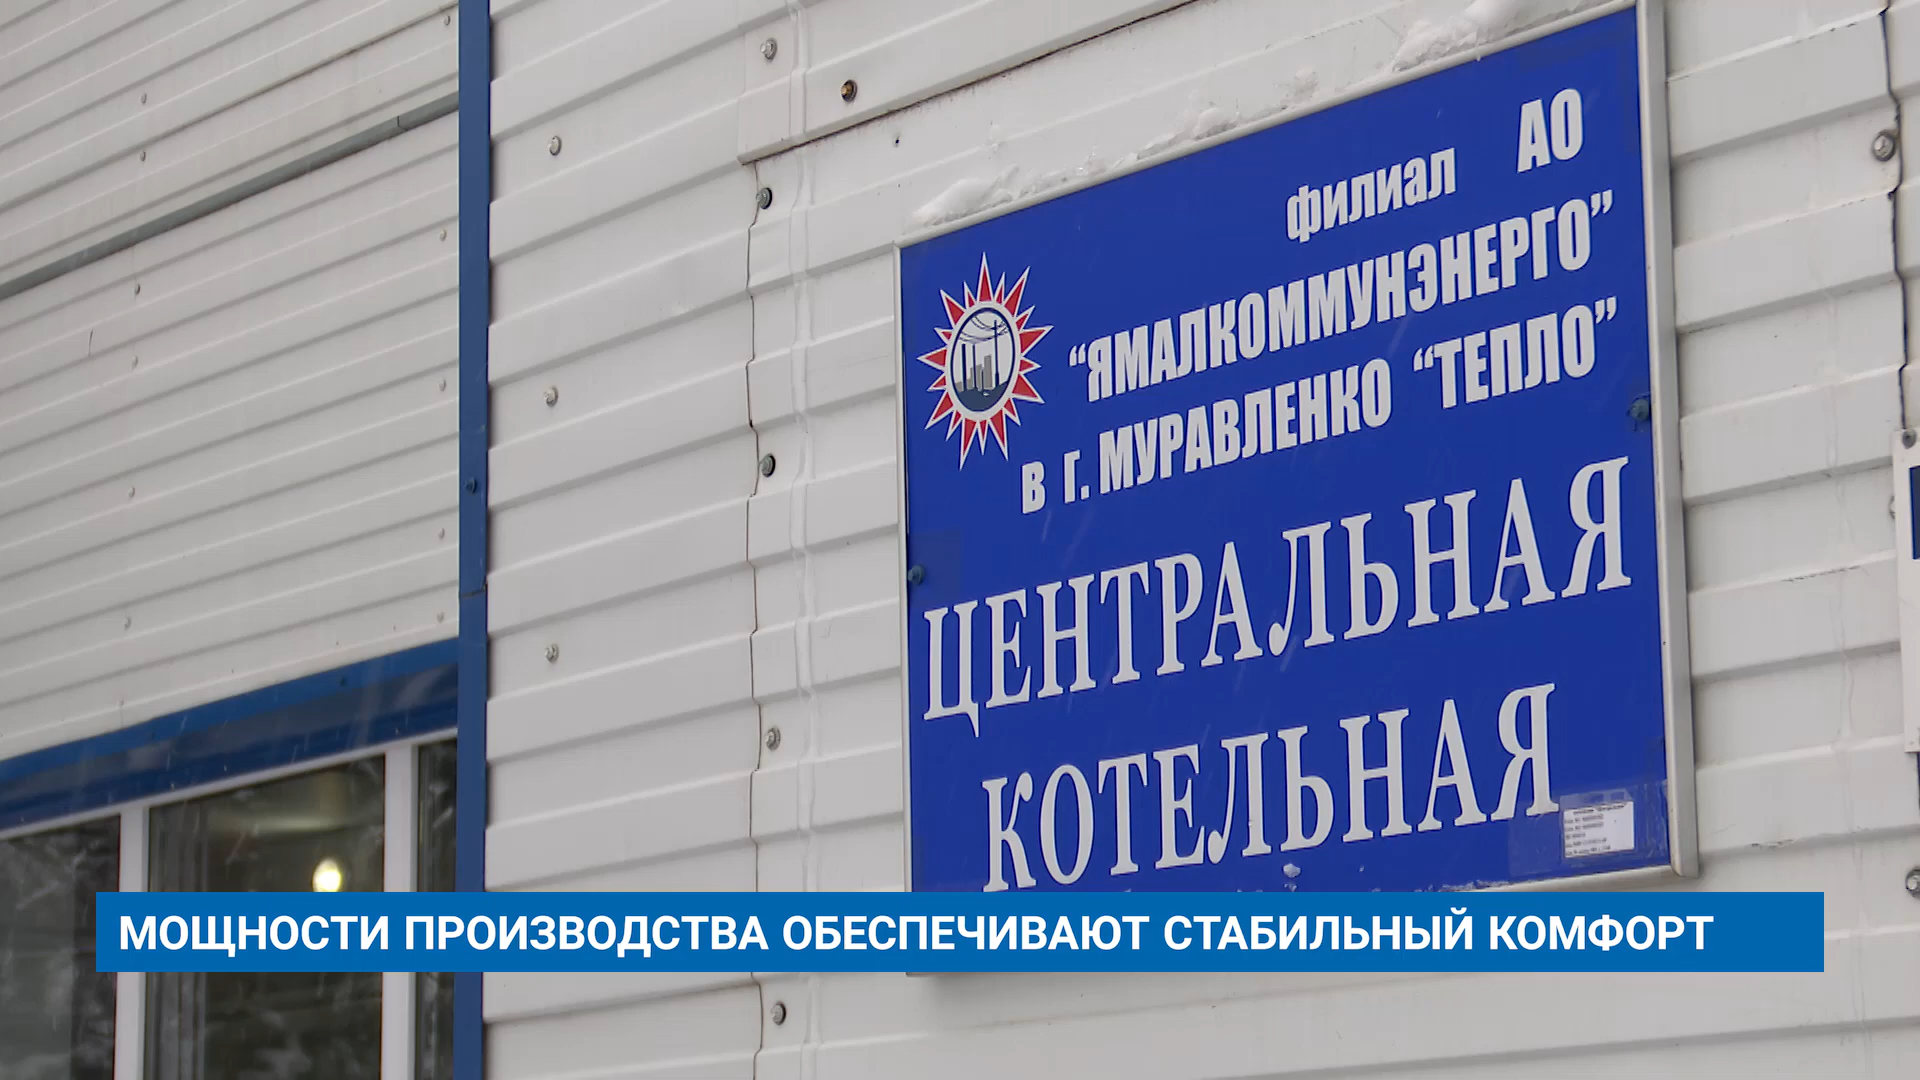 филиал АО
“ЯМАЛКОММУНЭНЕРГО”
в г. МУРАВЛЕНКО “ТЕПЛО”
ЦЕНТРАЛЬНАЯ
КОТЕЛЬНАЯ
МОЩНОСТИ ПРОИЗВОДСТВА ОБЕСПЕЧИВАЮТ СТАБИЛЬНЫЙ КОМФОРТ